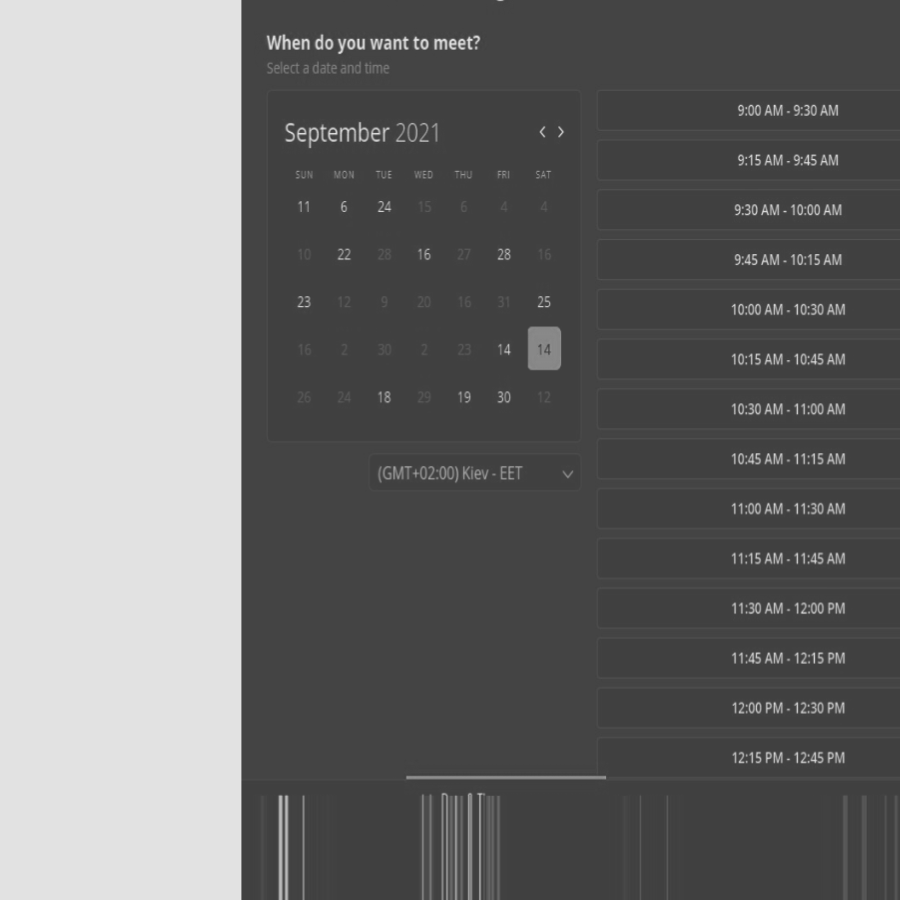 When do you want to meet?
Select a date and time
September 2021
SUN MON TUE WED THU FRI SAT
11 6 24 15 6 4 4
10 22 28 16 27 28 16
23 12 9 20 16 31 25
16 2 30 2 23 14 14
26 24 18 29 19 30 12
(GMT+02:00) Kiev - EET
9:00 AM - 9:30 AM
9:15 AM - 9:45 AM
9:30 AM - 10:00 AM
9:45 AM - 10:15 AM
10:00 AM - 10:30 AM
10:15 AM - 10:45 AM
10:30 AM - 11:00 AM
10:45 AM - 11:15 AM
11:00 AM - 11:30 AM
11:15 AM - 11:45 AM
11:30 AM - 12:00 PM
11:45 AM - 12:15 PM
12:00 PM - 12:30 PM
12:15 PM - 12:45 PM